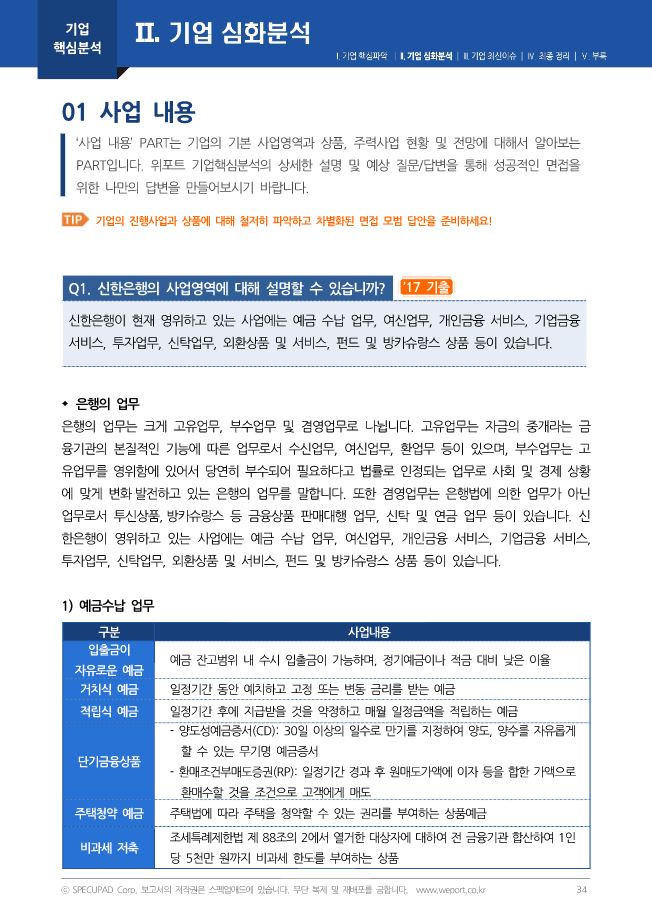 기업
핵심분석
Ⅱ. 기업 심화분석
Ⅰ. 기업 핵심파악 | Ⅱ. 기업 심화분석 | Ⅲ. 기업 최신이슈 | Ⅳ. 최종 정리 | Ⅴ. 부록
01 사업 내용
'사업 내용' PART는 기업의 기본 사업영역과 상품, 주력사업 현황 및 전망에 대해서 알아보는
PART입니다. 위포트 기업핵심분석의 상세한 설명 및 예상 질문/답변을 통해 성공적인 면접을
위한 나만의 답변을 만들어보시기 바랍니다.
TIP 기업의 진행사업과 상품에 대해 철저히 파악하고 차별화된 면접 모범 답안을 준비하세요!
Q1. 신한은행의 사업영역에 대해 설명할 수 있습니까? '17 기출
신한은행이 현재 영위하고 있는 사업에는 예금 수납 업무, 여신업무, 개인금융 서비스, 기업금융
서비스, 투자업무, 신탁업무, 외환상품 및 서비스, 펀드 및 방카슈랑스 상품 등이 있습니다.
◆ 은행의 업무
은행의 업무는 크게 고유업무, 부수업무 및 겸영업무로 나뉩니다. 고유업무는 자금의 중개라는 금
융기관의 본질적인 기능에 따른 업무로서 수신업무, 여신업무, 환업무 등이 있으며, 부수업무는 고
유업무를 영위함에 있어서 당연히 부수되어 필요하다고 법률로 인정되는 업무로 사회 및 경제 상황
에 맞게 변화 발전하고 있는 은행의 업무를 말합니다. 또한 겸영업무는 은행법에 의한 업무가 아닌
업무로서 투신상품, 방카슈랑스 등 금융상품 판매대행 업무, 신탁 및 연금 업무 등이 있습니다. 신
한은행이 영위하고 있는 사업에는 예금 수납 업무, 여신업무, 개인금융 서비스, 기업금융 서비스,
투자업무, 신탁업무, 외환상품 및 서비스, 펀드 및 방카슈랑스 상품 등이 있습니다.
1) 예금수납 업무
구분 사업내용
입출금이
자유로운 예금
예금 잔고범위 내 수시 입출금이 가능하며, 정기예금이나 적금 대비 낮은 이율
거치식 예금 일정기간 동안 예치하고 고정 또는 변동 금리를 받는 예금
적립식 예금 일정기간 후에 지급받을 것을 약정하고 매월 일정금액을 적립하는 예금
단기금융상품
- 양도성예금증서(CD): 30일 이상의 일수로 만기를 지정하여 양도, 양수를 자유롭게
할 수 있는 무기명 예금증서
- 환매조건부매도증권(RP): 일정기간 경과 후 원매도가액에 이자 등을 합한 가액으로
환매수할 것을 조건으로 고객에게 매도
주택청약 예금 주택법에 따라 주택을 청약할 수 있는 권리를 부여하는 상품예금
비과세 저축
조세특례제한법 제 88조의 2에서 열거한 대상자에 대하여 전 금융기관 합산하여 1인
당 5천만 원까지 비과세 한도를 부여하는 상품
ⓒ SPECUPAD Corp. 보고서의 저작권은 스펙업애드에 있습니다. 무단 복제 및 재배포를 금합니다. www.weport.co.kr 34